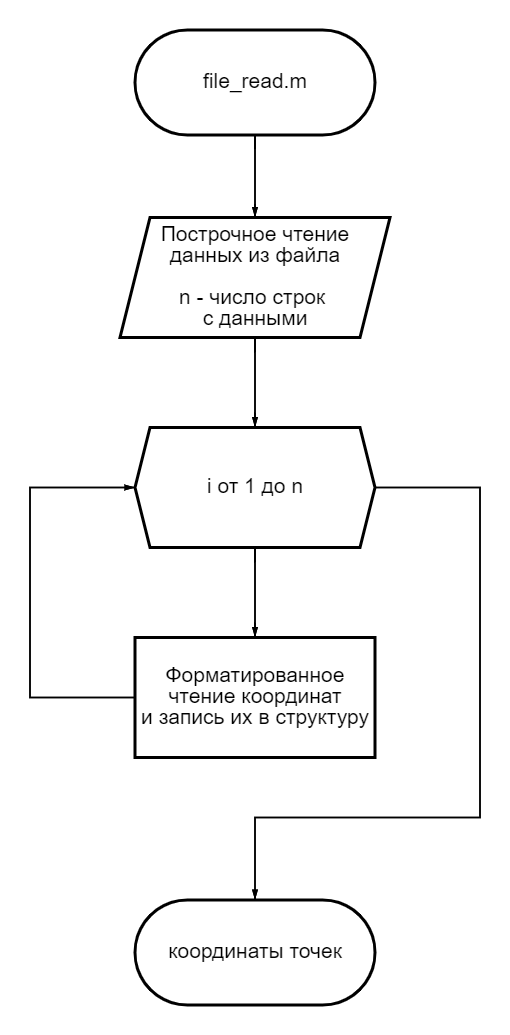 file_read.m
Построчное чтение
данных из файла
n - число строк
с данными
i от 1 до n
Форматированное
чтение координат
и запись их в структуру
координаты точек